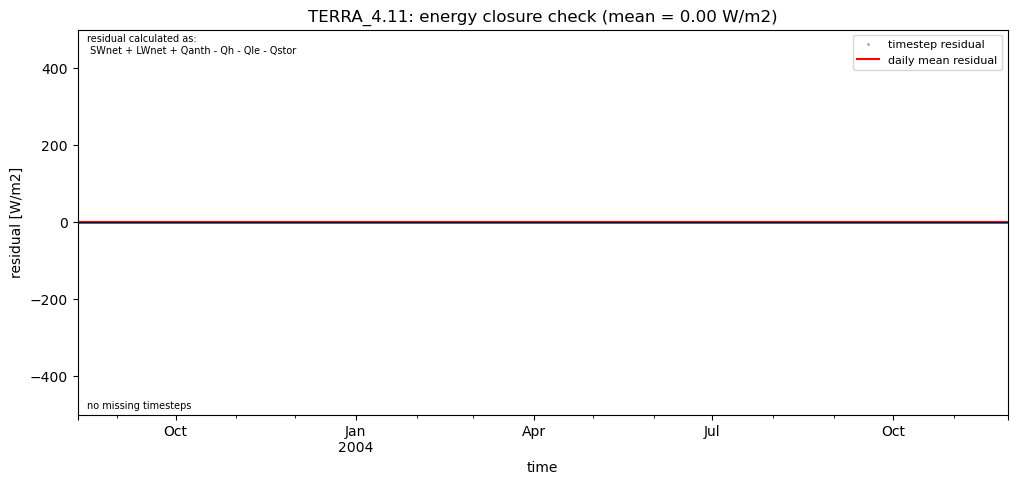 TERRA_4.11: energy closure check (mean = 0.00 W/m2)
residual calculated as:
SWnet + LWnet + Qanth - Qh - Qle - Qstor
timestep residual
daily mean residual
400
200
0
−200
−400
residual [W/m2]
no missing timesteps
Oct
Jan
2004
Apr
Jul
Oct
time